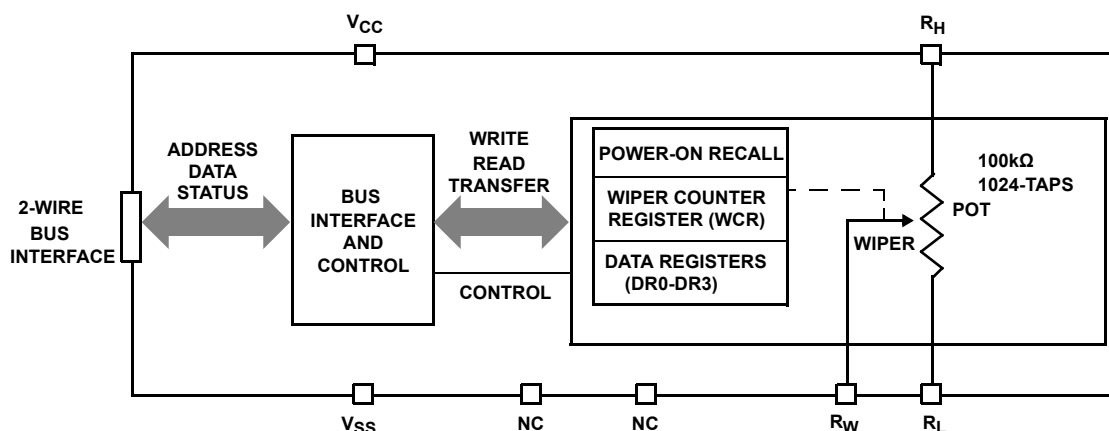 VCC
RH
ADDRESS
DATA
STATUS
WRITE
READ
TRANSFER
2-WIRE
BUS
INTERFACE
BUS
INTERFACE
AND
CONTROL
CONTROL
POWER-ON RECALL
WIPER COUNTER
REGISTER (WCR)
DATA REGISTERS
(DR0-DR3)
100kΩ
1024-TAPS
POT
WIPER
VSS
NC
NC
RW
RL